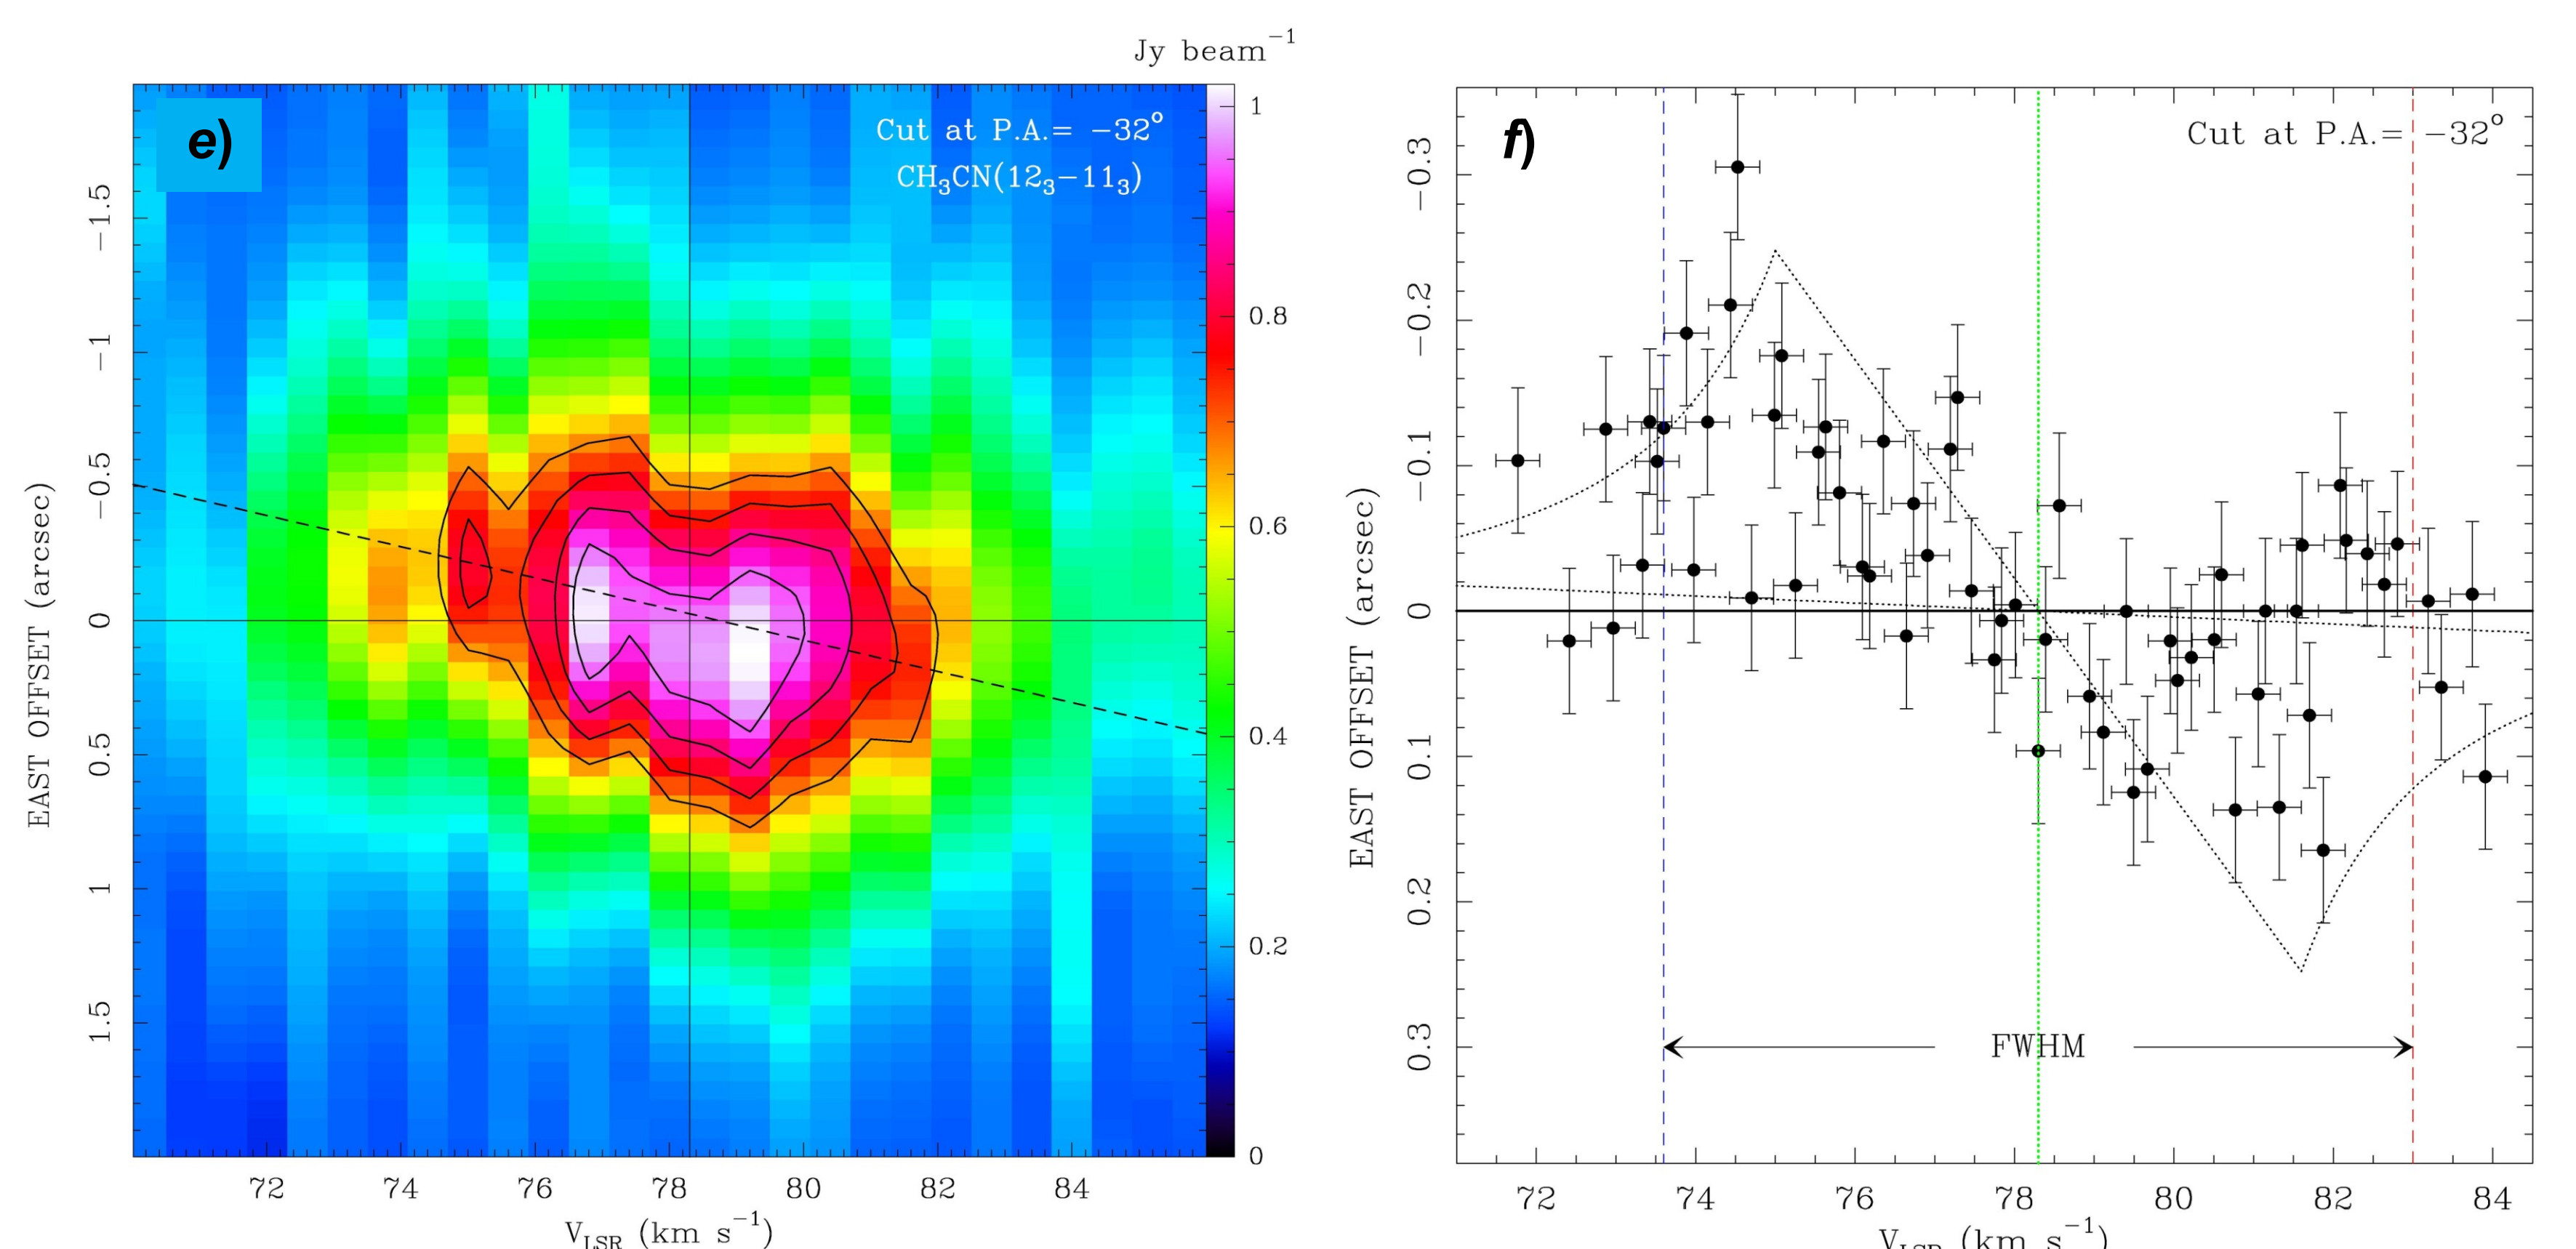 Jy beam⁻¹
e)
Cut at P.A.= −32°
CH₃CN(12₃−11₃)
EAST OFFSET (arcsec)
−1.5
−1
−0.5
0
0.5
1
1.5
72 74 76 78 80 82 84
V_LSR (km s⁻¹)
1
0.8
0.6
0.4
0.2
0
f)
Cut at P.A.= −32°
EAST OFFSET (arcsec)
−0.3
−0.2
−0.1
0
0.1
0.2
0.3
FWHM
72 74 76 78 80 82 84
V_LSR (km s⁻¹)